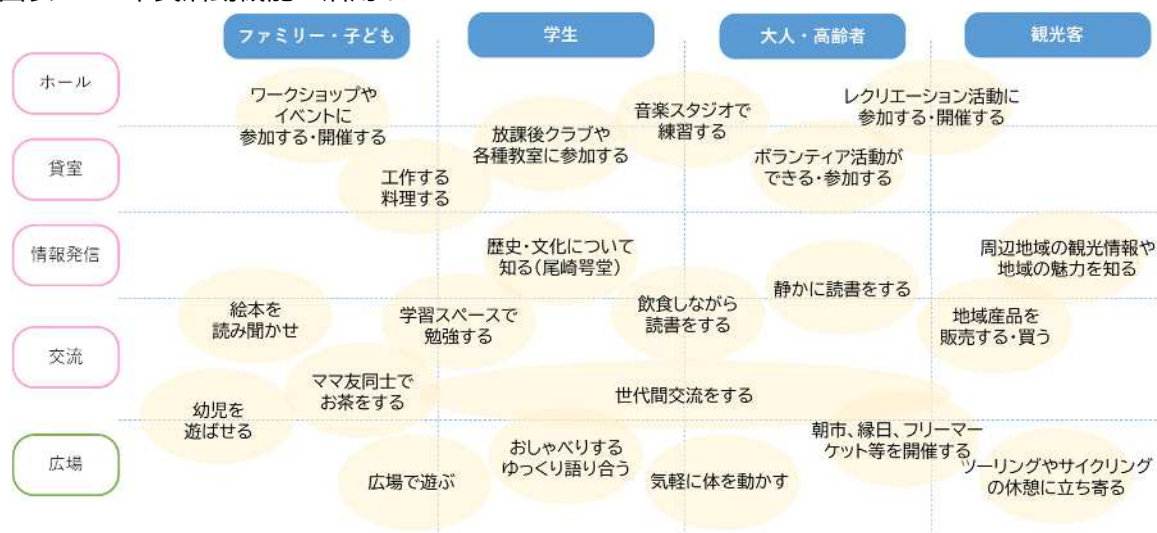 ファミリー・子ども
学生
大人・高齢者
観光客
ホール
ワークショップや
イベントに
参加する・開催する
放課後クラブや
各種教室に参加する
音楽スタジオで
練習する
レクリエーション活動に
参加する・開催する
貸室
工作する
料理する
ボランティア活動が
できる・参加する
情報発信
歴史・文化について
知る(尾崎咢堂)
静かに読書をする
周辺地域の観光情報や
地域の魅力を知る
絵本を
読み聞かせ
学習スペースで
勉強する
飲食しながら
読書をする
地域産品を
販売する・買う
交流
ママ友同士で
お茶をする
世代間交流をする
幼児を
遊ばせる
広場
広場で遊ぶ
おしゃべりする
ゆっくり語り合う
気軽に体を動かす
朝市、縁日、フリーマー
ケット等を開催する
ツーリングやサイクリング
の休憩に立ち寄る